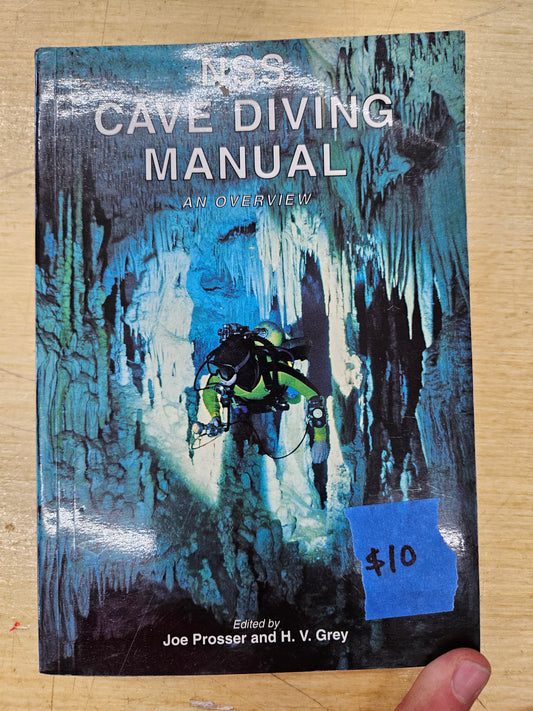 NSS
CAVE DIVING
MANUAL
AN OVERVIEW
$10
Edited by
Joe Prosser and H. V. Grey